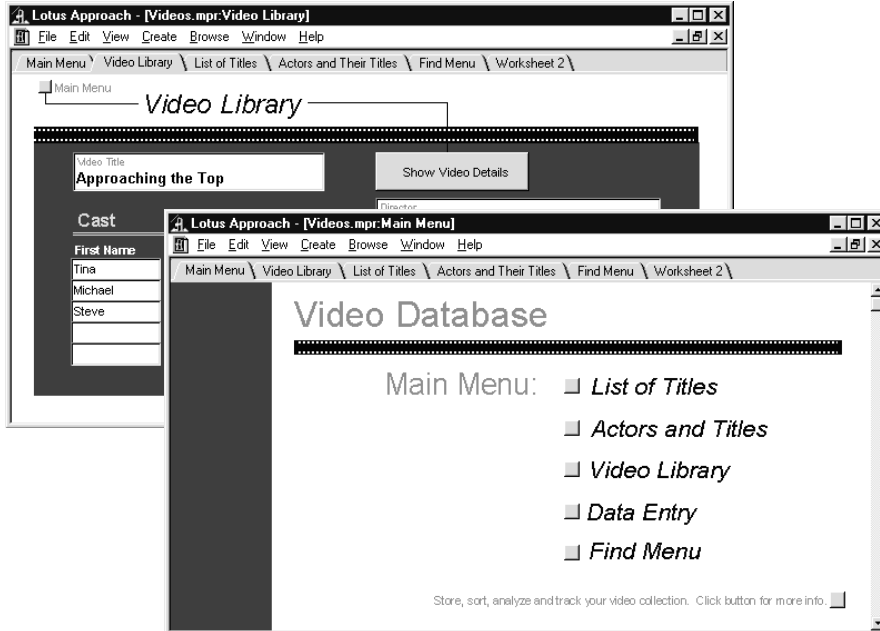 Lotus Approach - [Videos.mpr:Video Library]
File Edit View Create Browse Window Help
Main Menu Video Library List of Titles Actors and Their Titles Find Menu Worksheet 2
Main Menu
Video Library
Video Title
Approaching the Top
Show Video Details
Director
Cast
First Name
Tina
Michael
Steve
Lotus Approach - [Videos.mpr:Main Menu]
File Edit View Create Browse Window Help
Main Menu Video Library List of Titles Actors and Their Titles Find Menu Worksheet 2
Video Database
Main Menu:
List of Titles
Actors and Titles
Video Library
Data Entry
Find Menu
Store, sort, analyze and track your video collection. Click button for more info.